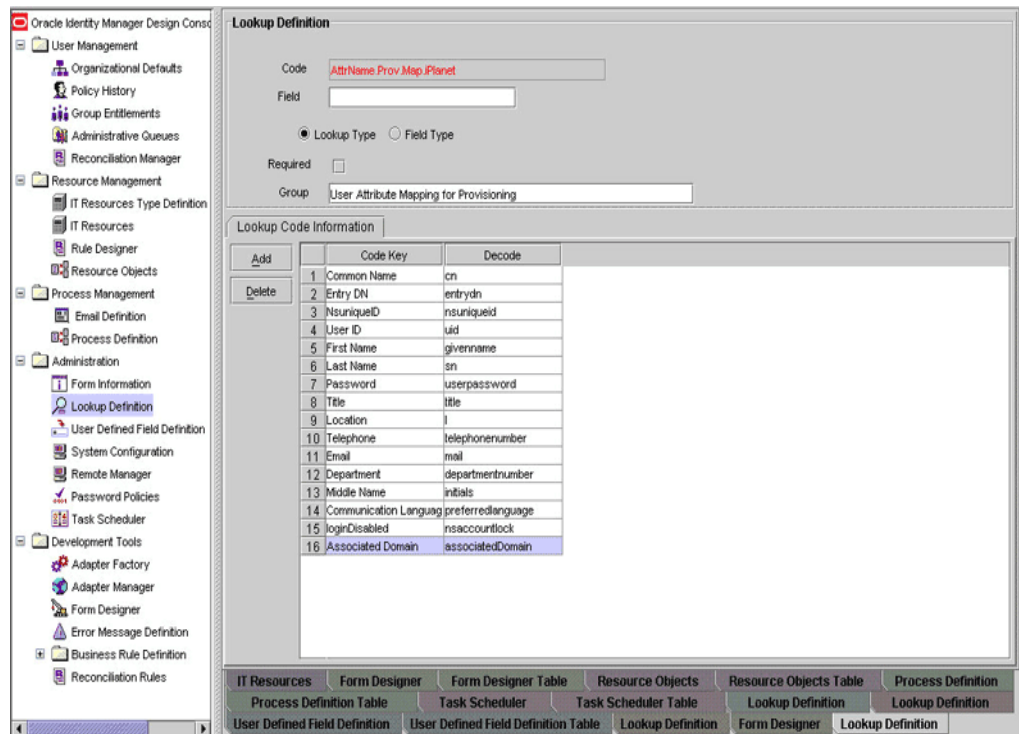 Oracle Identity Manager Design Conso
User Management
Organizational Defaults
Policy History
Group Entitlements
Administrative Queues
Reconciliation Manager
Resource Management
IT Resources Type Definition
IT Resources
Rule Designer
Resource Objects
Process Management
Email Definition
Process Definition
Administration
Form Information
Lookup Definition
User Defined Field Definition
System Configuration
Remote Manager
Password Policies
Task Scheduler
Development Tools
Adapter Factory
Adapter Manager
Form Designer
Error Message Definition
Business Rule Definition
Reconciliation Rules
Lookup Definition
Code AttrName.Prov.Map.iPlanet
Field
Lookup Type Field Type
Required
Group User Attribute Mapping for Provisioning
Lookup Code Information
Add
Delete
Code Key Decode
1 Common Name cn
2 Entry DN entrydn
3 NsuniqueID nsuniqueid
4 User ID uid
5 First Name givenname
6 Last Name sn
7 Password userpassword
8 Title title
9 Location l
10 Telephone telephonenumber
11 Email mail
12 Department departmentnumber
13 Middle Name initials
14 Communication Languag preferredlanguage
15 loginDisabled nsaccountlock
16 Associated Domain associatedDomain
IT Resources Form Designer Form Designer Table Resource Objects Resource Objects Table Process Definition
Process Definition Table Task Scheduler Task Scheduler Table Lookup Definition Lookup Definition
User Defined Field Definition User Defined Field Definition Table Lookup Definition Form Designer Lookup Definition